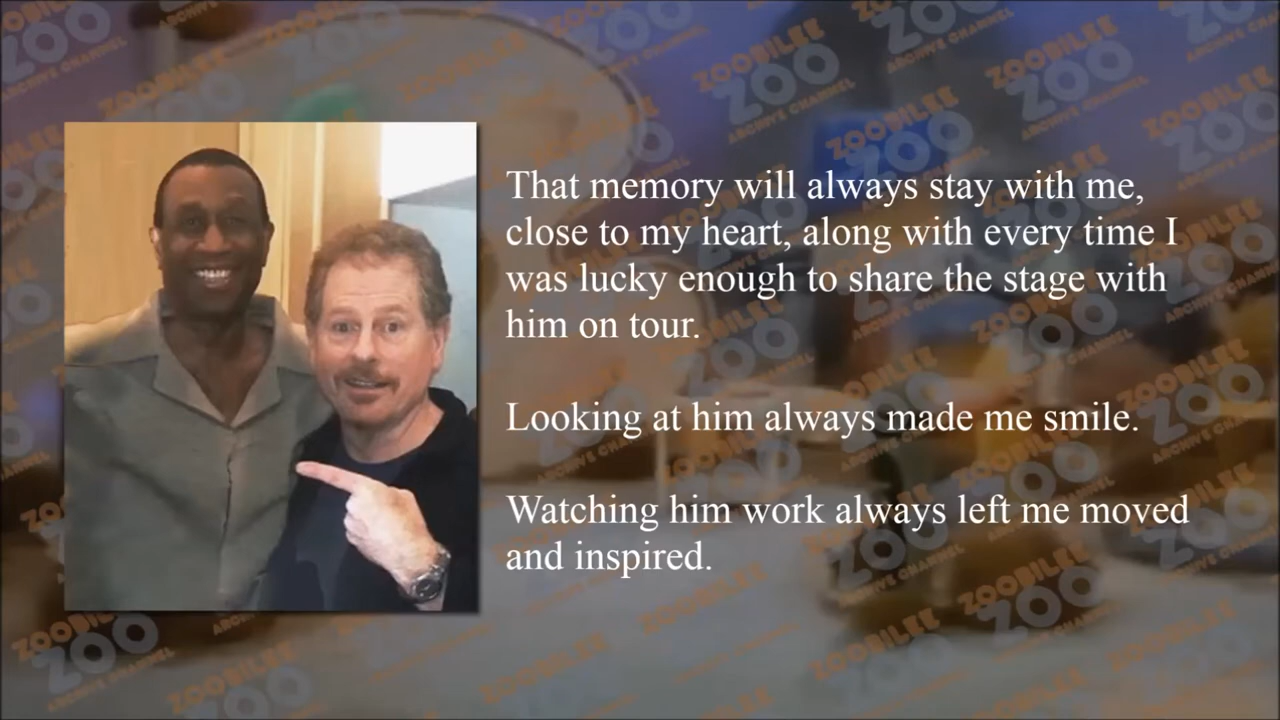 That memory will always stay with me,
close to my heart, along with every time I
was lucky enough to share the stage with
him on tour.
Looking at him always made me smile.
Watching him work always left me moved
and inspired.
ZOOBILEE
ZOO
ARCHIVE CHANNEL